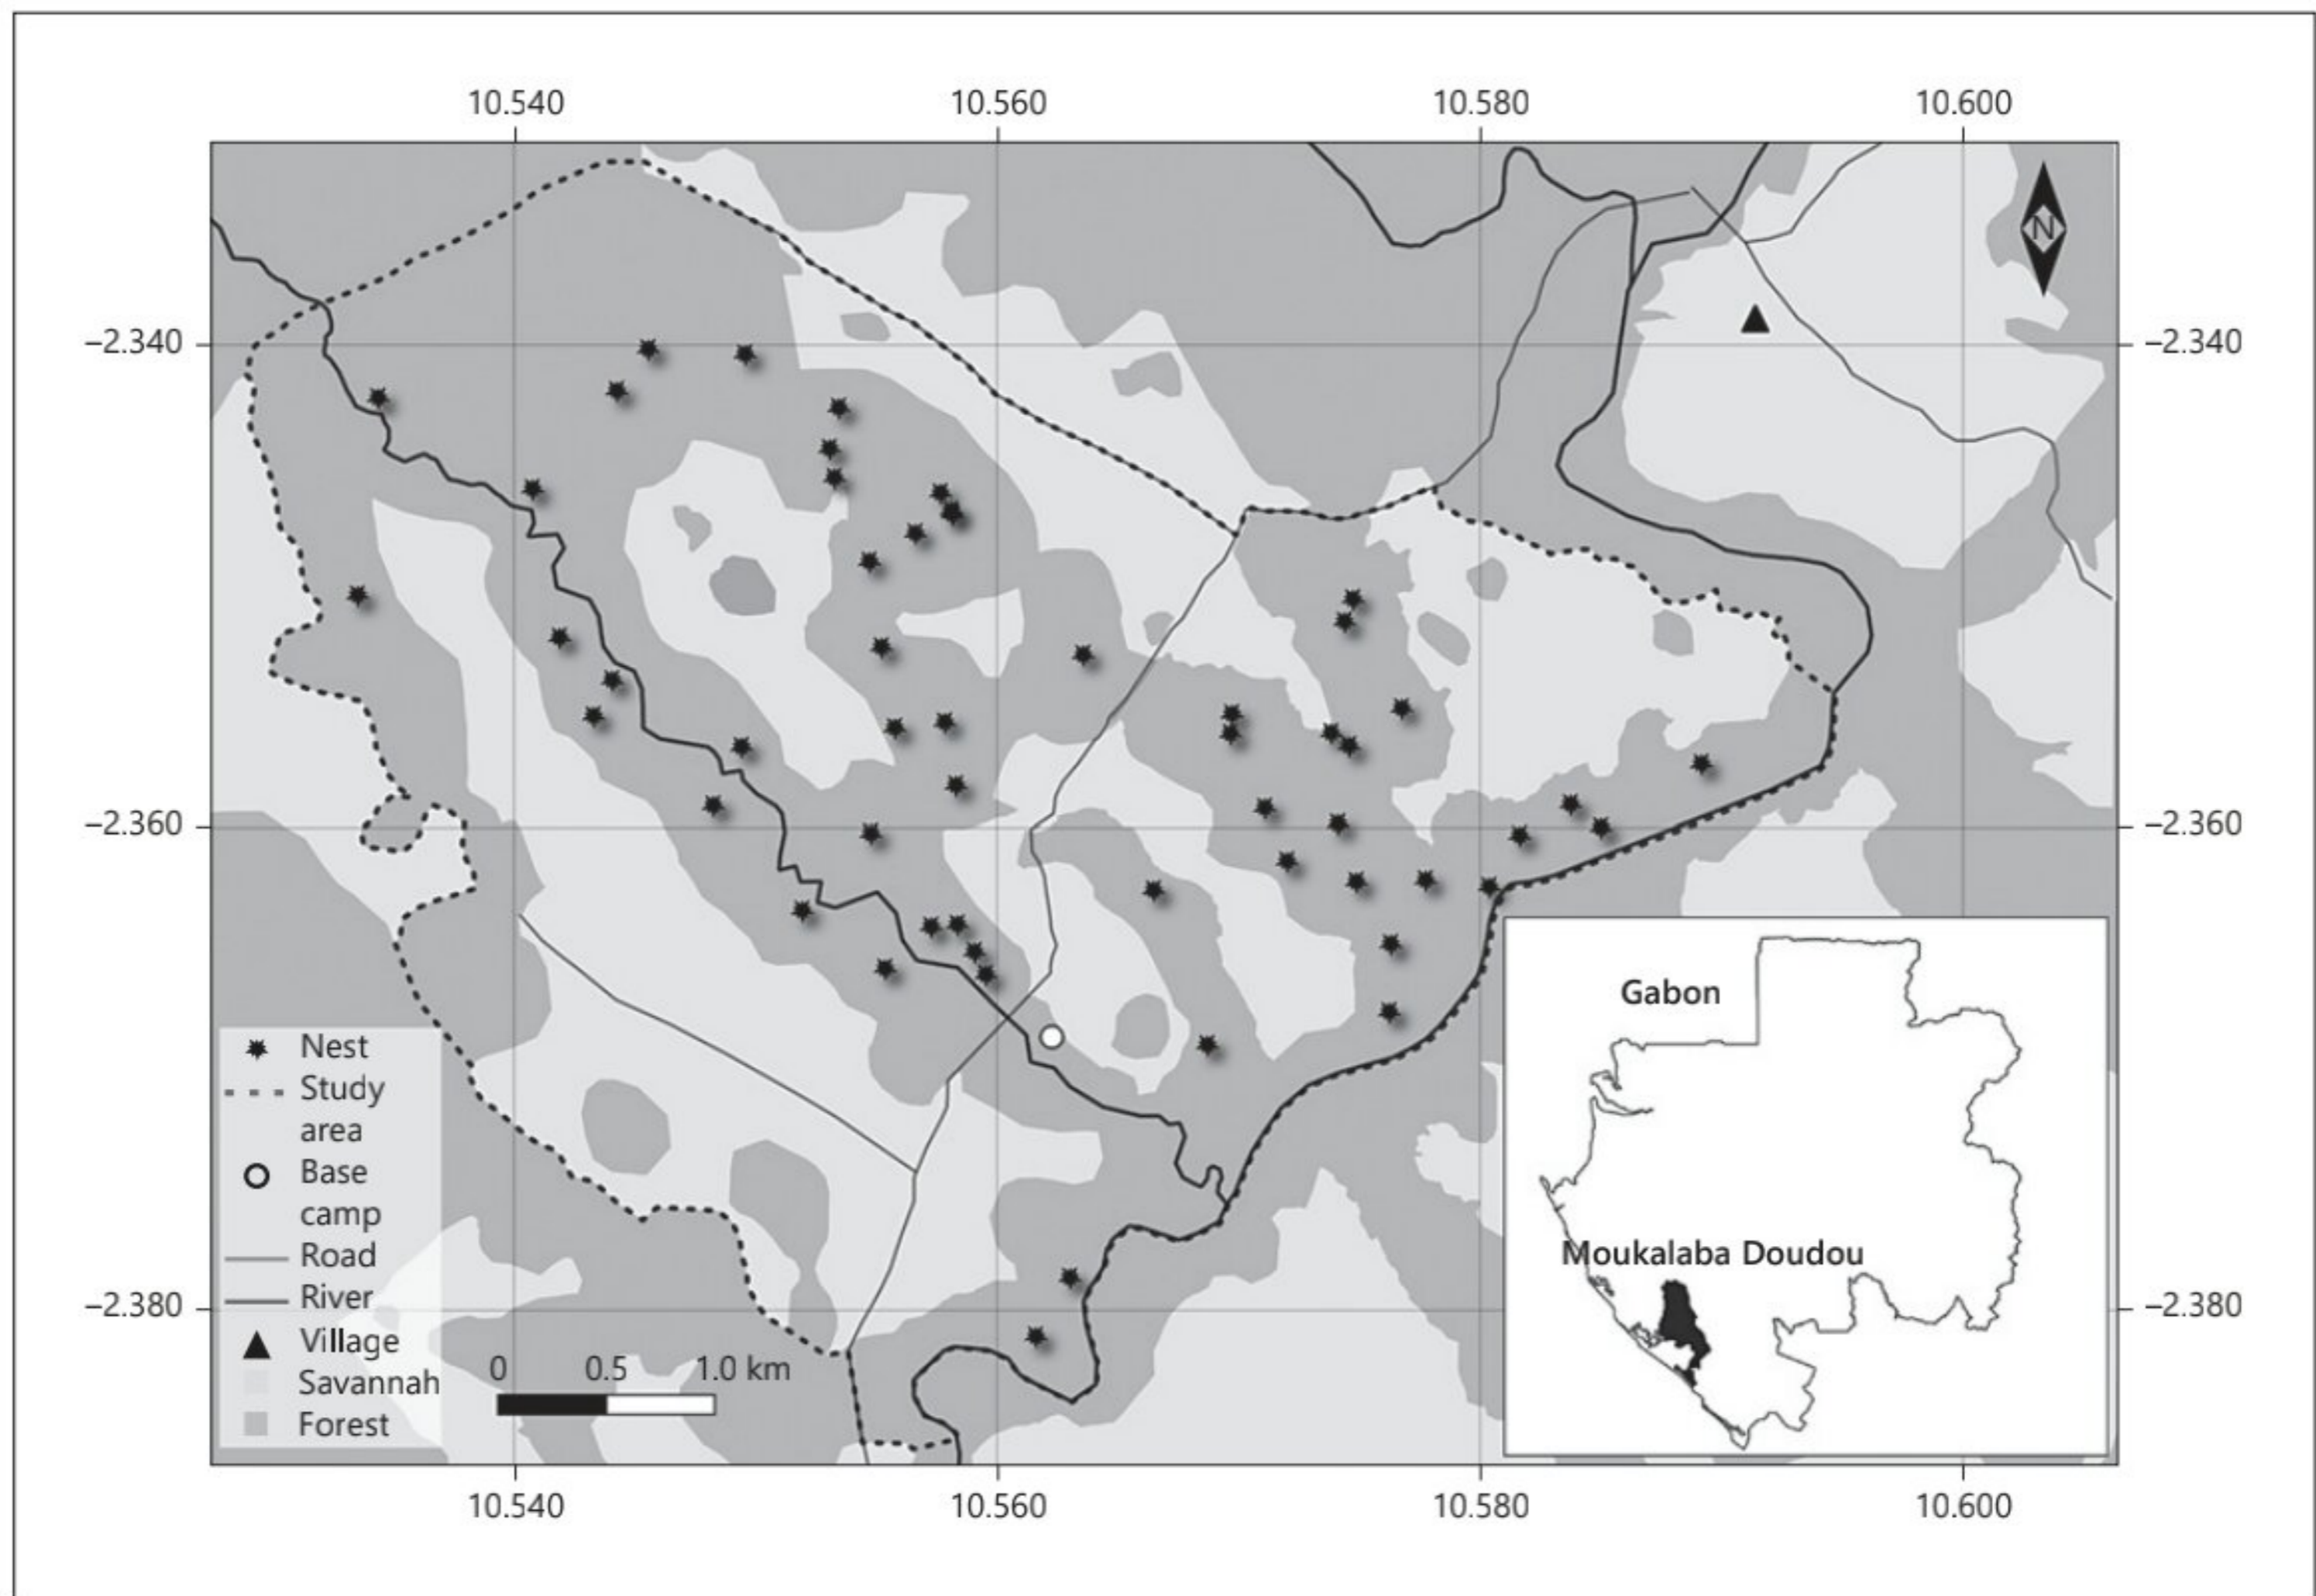 10.540 10.560 10.580 10.600
N
–2.340 –2.340
–2.360 –2.360
Gabon
Moukalaba Doudou
Nest
Study
area
Base
camp
Road
River
Village
Savannah
Forest
–2.380 –2.380
0 0.5 1.0 km
10.540 10.560 10.580 10.600